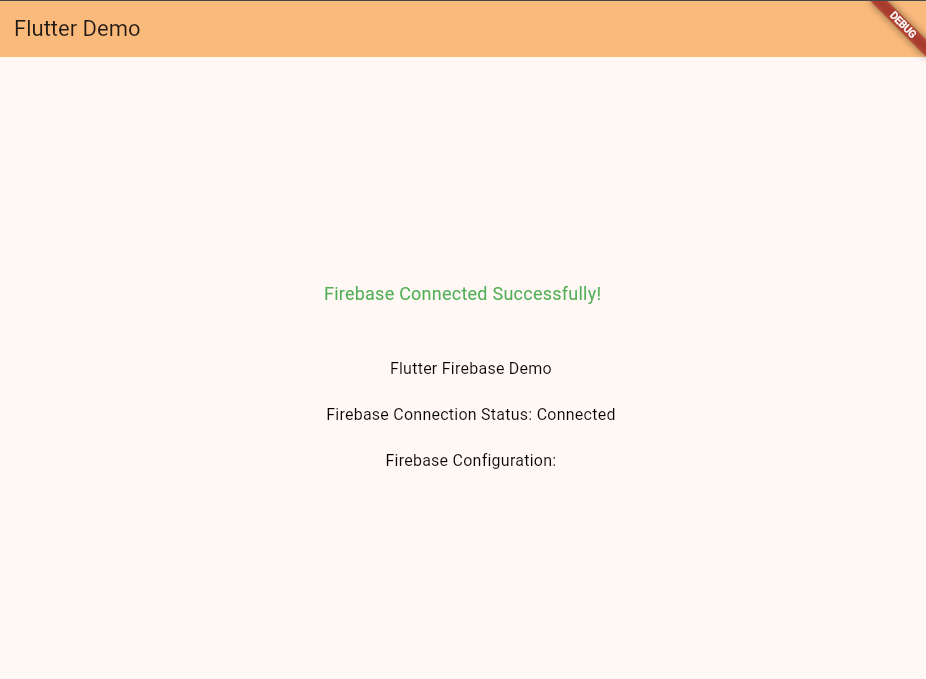 Flutter Demo
DEBUG
Firebase Connected Successfully!
Flutter Firebase Demo
Firebase Connection Status: Connected
Firebase Configuration: